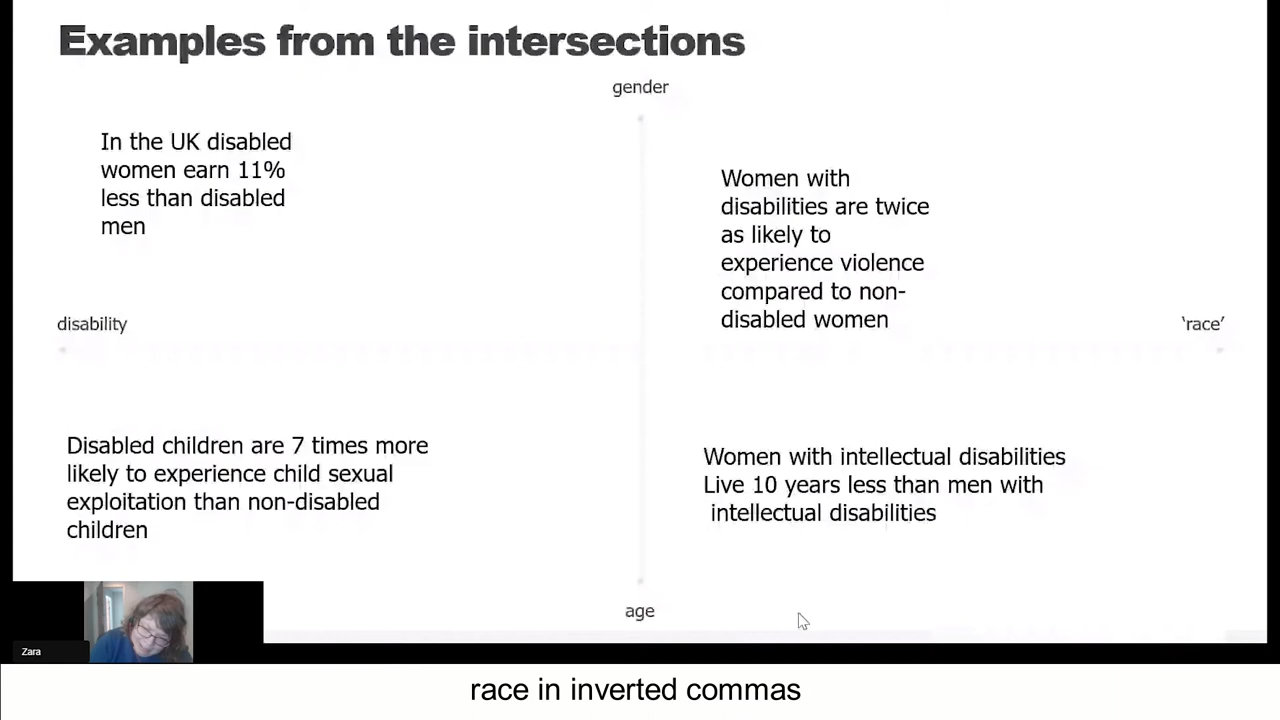 Examples from the intersections
gender
In the UK disabled
women earn 11%
less than disabled
men
Women with
disabilities are twice
as likely to
experience violence
compared to non-
disabled women
disability
‘race’
Disabled children are 7 times more
likely to experience child sexual
exploitation than non-disabled
children
Women with intellectual disabilities
Live 10 years less than men with
intellectual disabilities
age
Zara
race in inverted commas